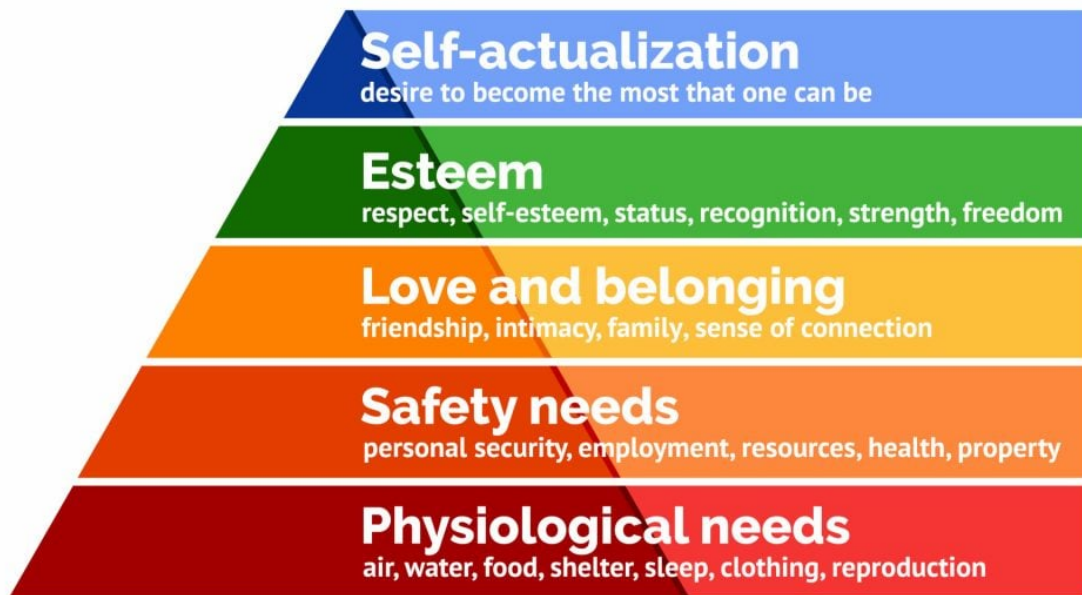 Self-actualization
desire to become the most that one can be
Esteem
respect, self-esteem, status, recognition, strength, freedom
Love and belonging
friendship, intimacy, family, sense of connection
Safety needs
personal security, employment, resources, health, property
Physiological needs
air, water, food, shelter, sleep, clothing, reproduction